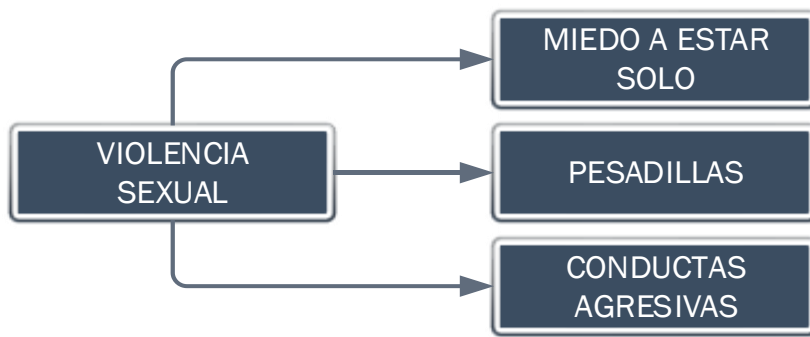 MIEDO A ESTAR
SOLO
VIOLENCIA
SEXUAL
PESADILLAS
CONDUCTAS
AGRESIVAS